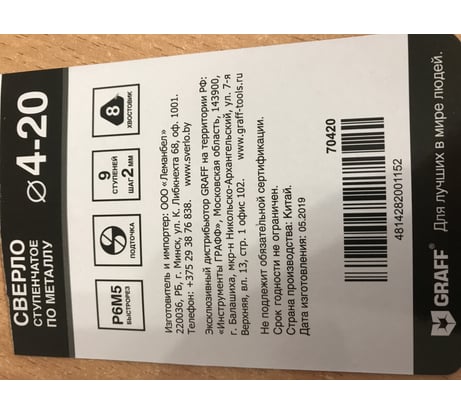 СВЕРЛО
СТУПЕНЧАТОЕ
ПО МЕТАЛЛУ
⌀4-20
Р6М5
БЫСТРОРЕЗ
ПОДТОЧКА
9
СТУПЕНЕЙ
ШАГ 2 ММ
8
ХВОСТОВИК
Изготовитель и импортер: ООО «Леманбел»
220036, РБ, г. Минск, ул. К. Либкнехта 68, оф. 1001.
Телефон: +375 29 38 76 838. www.sverlo.by
Эксклюзивный дистрибьютор GRAFF на территории РФ:
«Инструменты ГРАФФ», Московская область, 143900,
г. Балашиха, мкр-н Никольско-Архангельский, ул. 7-я
Верхняя, вл. 13, стр. 1 офис 102. www.graff-tools.ru
Не подлежит обязательной сертификации.
Срок годности не ограничен.
Страна производства: Китай.
Дата изготовления: 05.2019
70420
4814282001152
GRAFF®
Для лучших в мире людей.